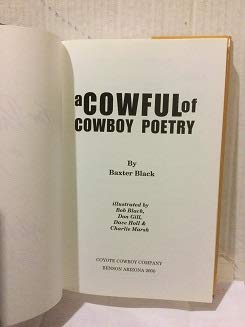 a COWFUL of
COWBOY POETRY
By
Baxter Black
illustrated by
Bob Black,
Don Gill,
Dave Holl &
Charlie Marsh
COYOTE COWBOY COMPANY
BENSON ARIZONA 2000